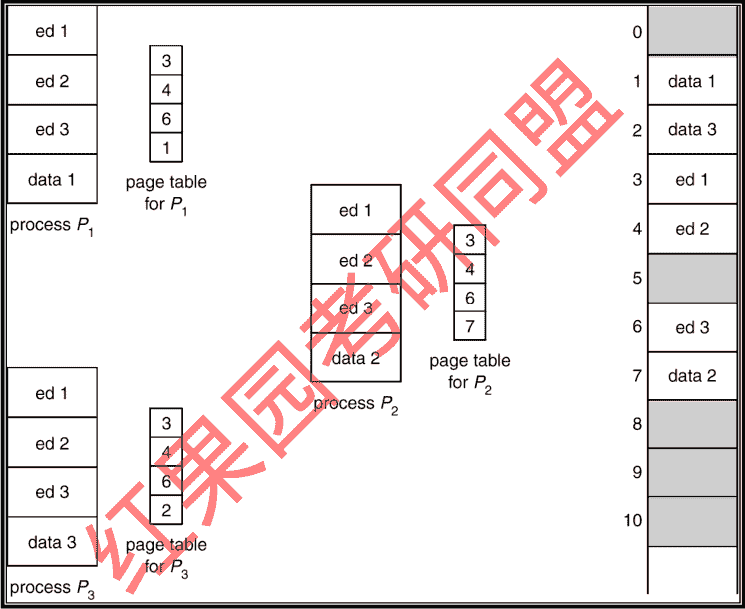 ed 1
ed 2
ed 3
data 1
process P1
3
4
6
1
page table
for P1
ed 1
ed 2
ed 3
data 2
process P2
3
4
6
7
page table
for P2
ed 1
ed 2
ed 3
data 3
process P3
3
4
6
2
page table
for P3
0
1 data 1
2 data 3
3 ed 1
4 ed 2
5
6 ed 3
7 data 2
8
9
10
红果园考研同盟